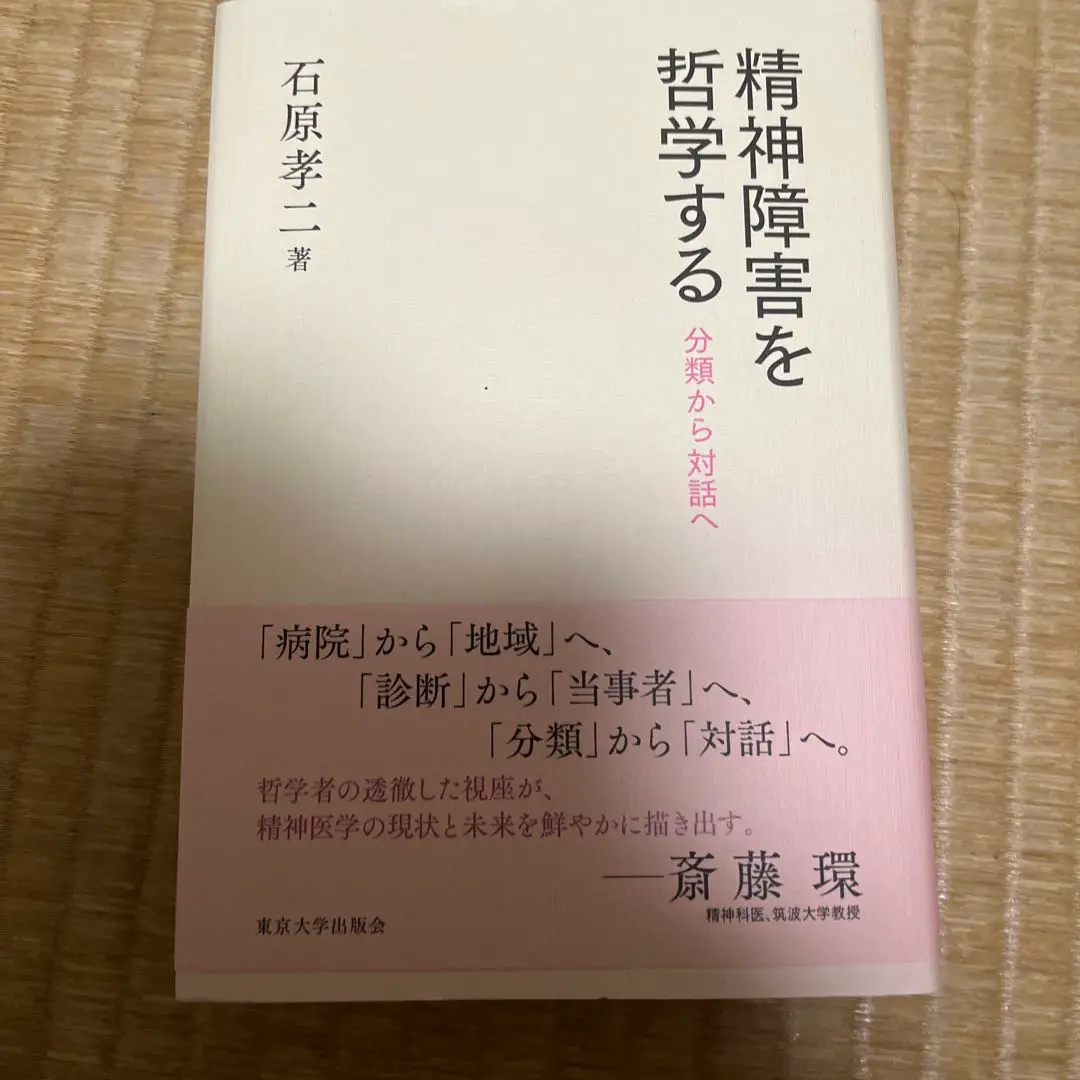 精神障害を
哲学する
分類から対話へ
石原孝二 著
「病院」から「地域」へ、
「診断」から「当事者」へ、
「分類」から「対話」へ。
哲学者の透徹した視座が、
精神医学の現状と未来を鮮やかに描き出す。
──斎藤 環
精神科医、筑波大学教授
東京大学出版会